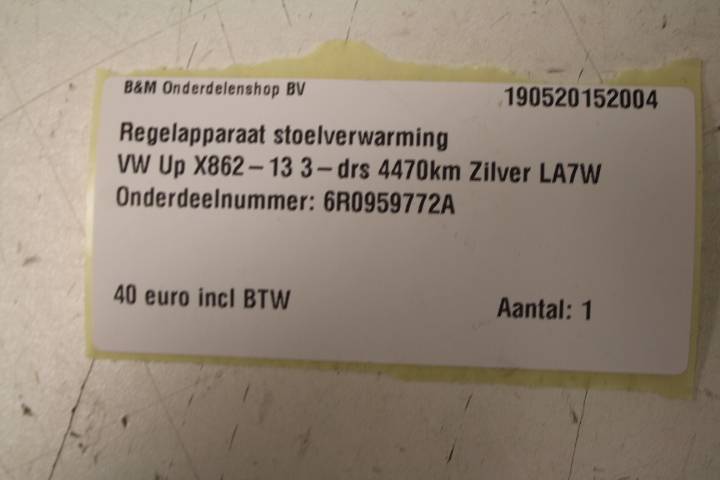 B&M Onderdelenshop BV
190520152004
Regelapparaat stoelverwarming
VW Up X862-13 3-drs 4470km Zilver LA7W
Onderdeelnummer: 6R0959772A
40 euro incl BTW
Aantal: 1